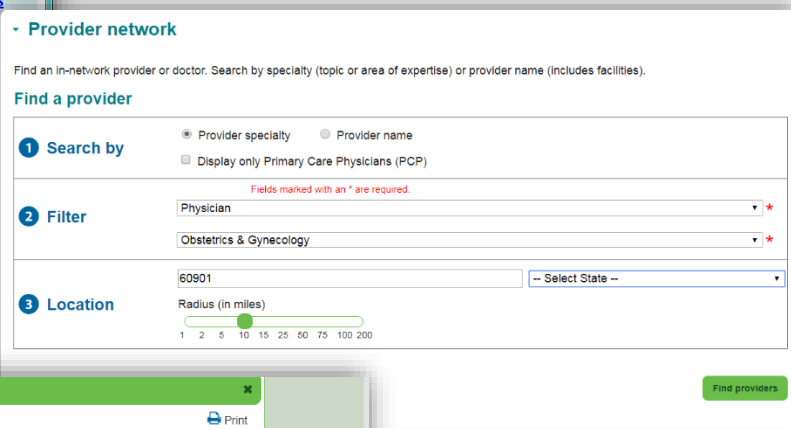 Provider network
Find an in-network provider or doctor. Search by specialty (topic or area of expertise) or provider name (includes facilities).
Find a provider
1 Search by
Provider specialty Provider name
Display only Primary Care Physicians (PCP)
Fields marked with an * are required.
2 Filter
Physician *
Obstetrics & Gynecology *
60901 -- Select State --
3 Location
Radius (in miles)
1 2 5 10 15 25 50 75 100 200
Find providers
Print